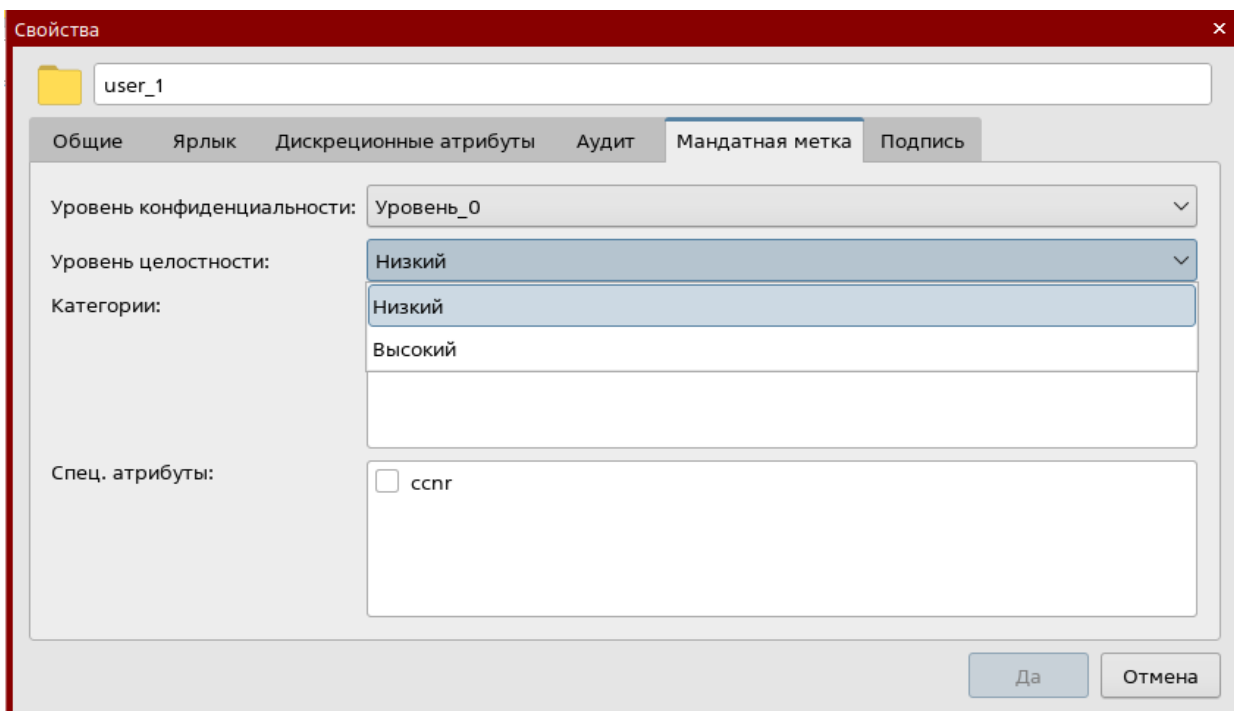 Свойства
user_1
Общие Ярлык Дискреционные атрибуты Аудит Мандатная метка Подпись
Уровень конфиденциальности: Уровень_0
Уровень целостности: Низкий
Категории: Низкий
Высокий
Спец. атрибуты: ccnr
Да Отмена